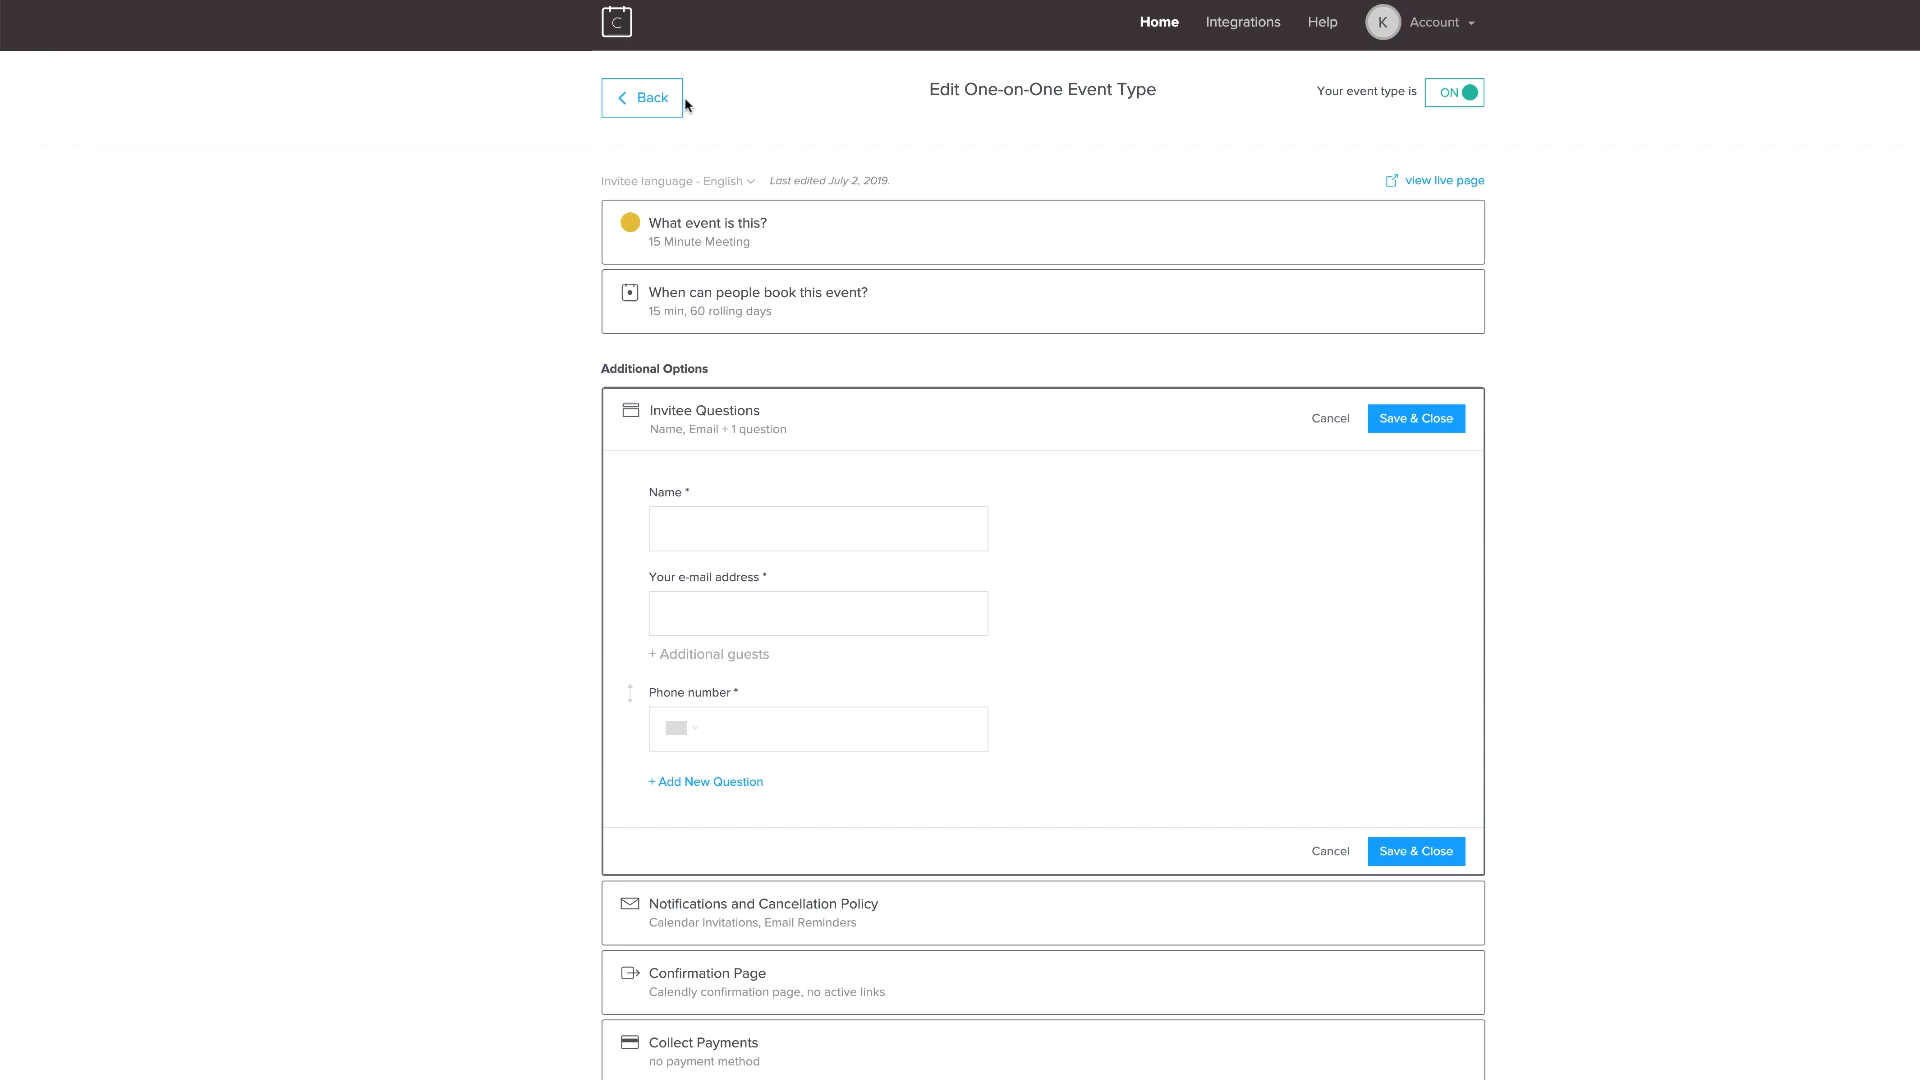 C
Home
Integrations
Help
K
Account
Back
Edit One-on-One Event Type
Your event type is
ON
Invitee language - English
Last edited July 2, 2019.
view live page
What event is this?
15 Minute Meeting
When can people book this event?
15 min, 60 rolling days
Additional Options
Invitee Questions
Name, Email + 1 question
Cancel
Save & Close
Name *
Your e-mail address *
+ Additional guests
Phone number *
+ Add New Question
Cancel
Save & Close
Notifications and Cancellation Policy
Calendar Invitations, Email Reminders
Confirmation Page
Calendly confirmation page, no active links
Collect Payments
no payment method